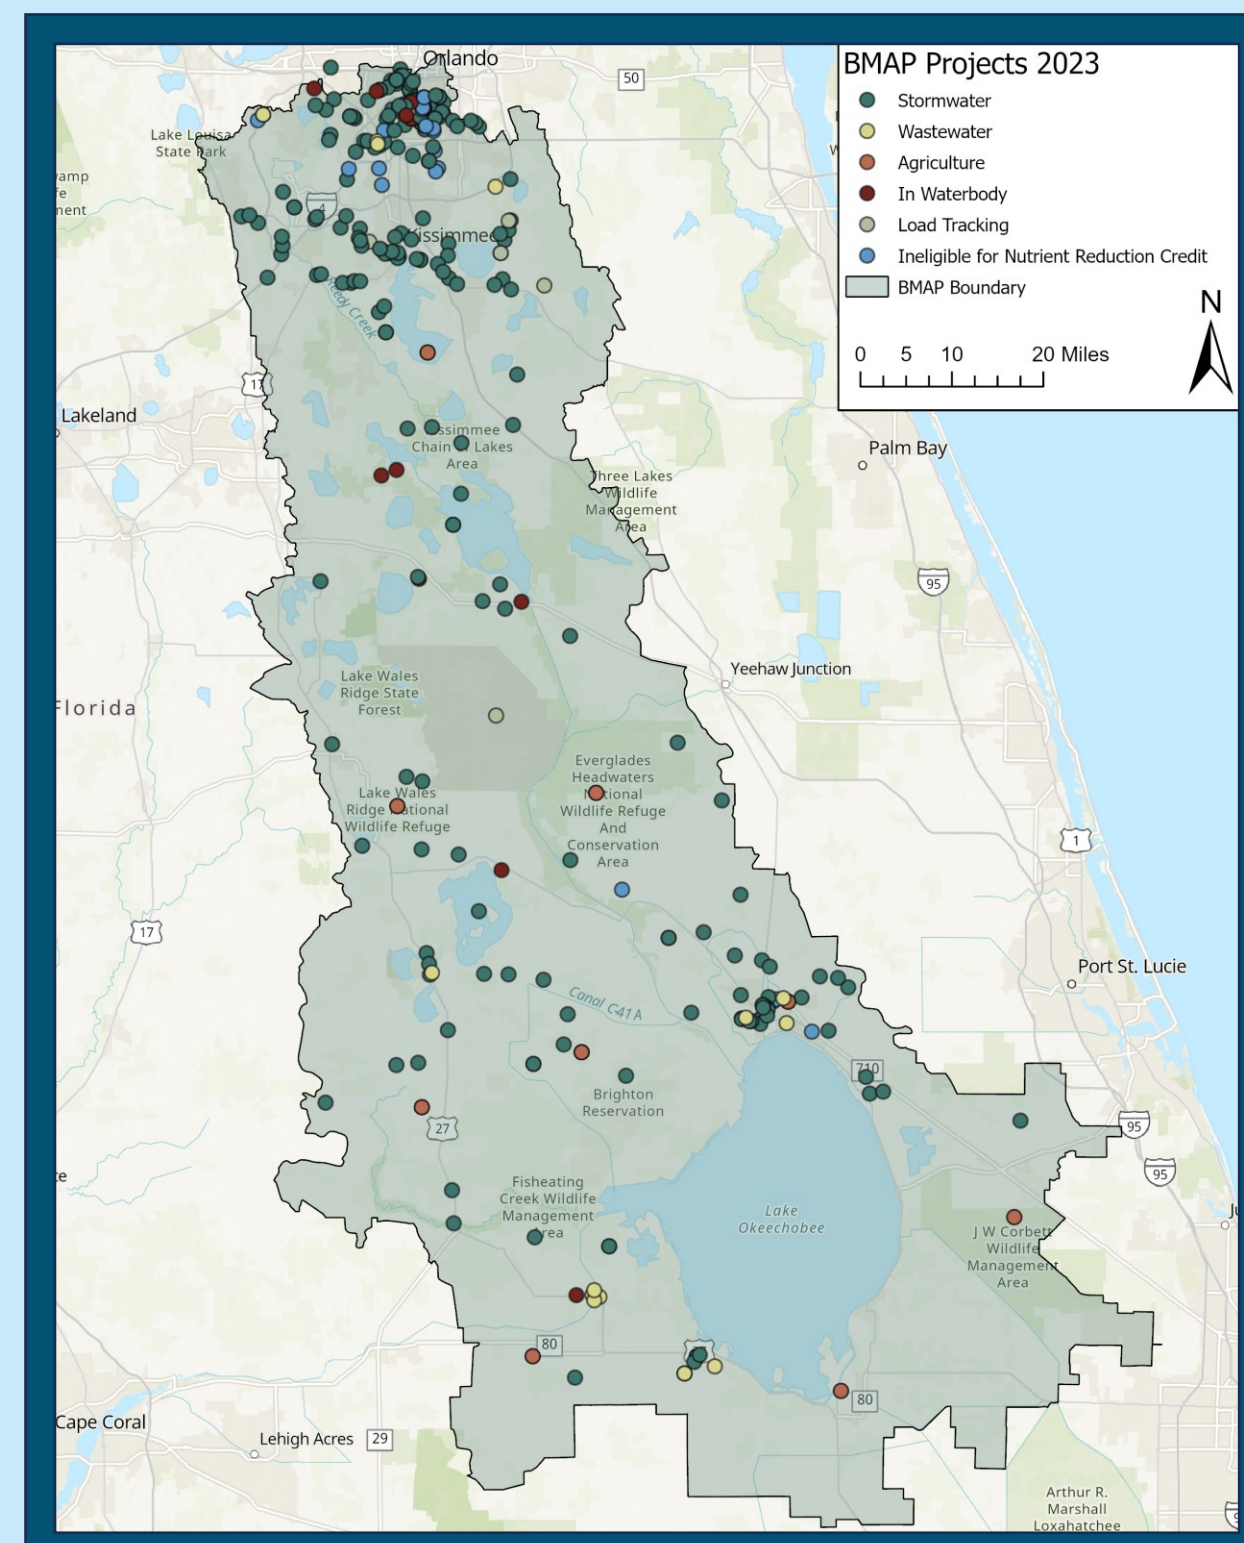 Orlando
50
BMAP Projects 2023
Stormwater
Wastewater
Agriculture
In Waterbody
Load Tracking
Ineligible for Nutrient Reduction Credit
BMAP Boundary
N
0 5 10 20 Miles
Lake Louisa
State Park
4
Kissimmee
Reedy Creek
17
Lakeland
Kissimmee
Chain of Lakes
Area
Three Lakes
Wildlife
Management
Area
Palm Bay
95
Yeehaw Junction
Lake Wales
Ridge State
Forest
Florida
Everglades
Headwaters
National
Wildlife Refuge
And
Conservation
Area
Lake Wales
Ridge National
Wildlife Refuge
1
17
Port St. Lucie
Canal C-41A
710
Brighton
Reservation
27
95
95
Fisheating
Creek Wildlife
Management
Area
Lake
Okeechobee
J W Corbett
Wildlife
Management
Area
80
80
Cape Coral
Lehigh Acres
29
Arthur R.
Marshall
Loxahatchee